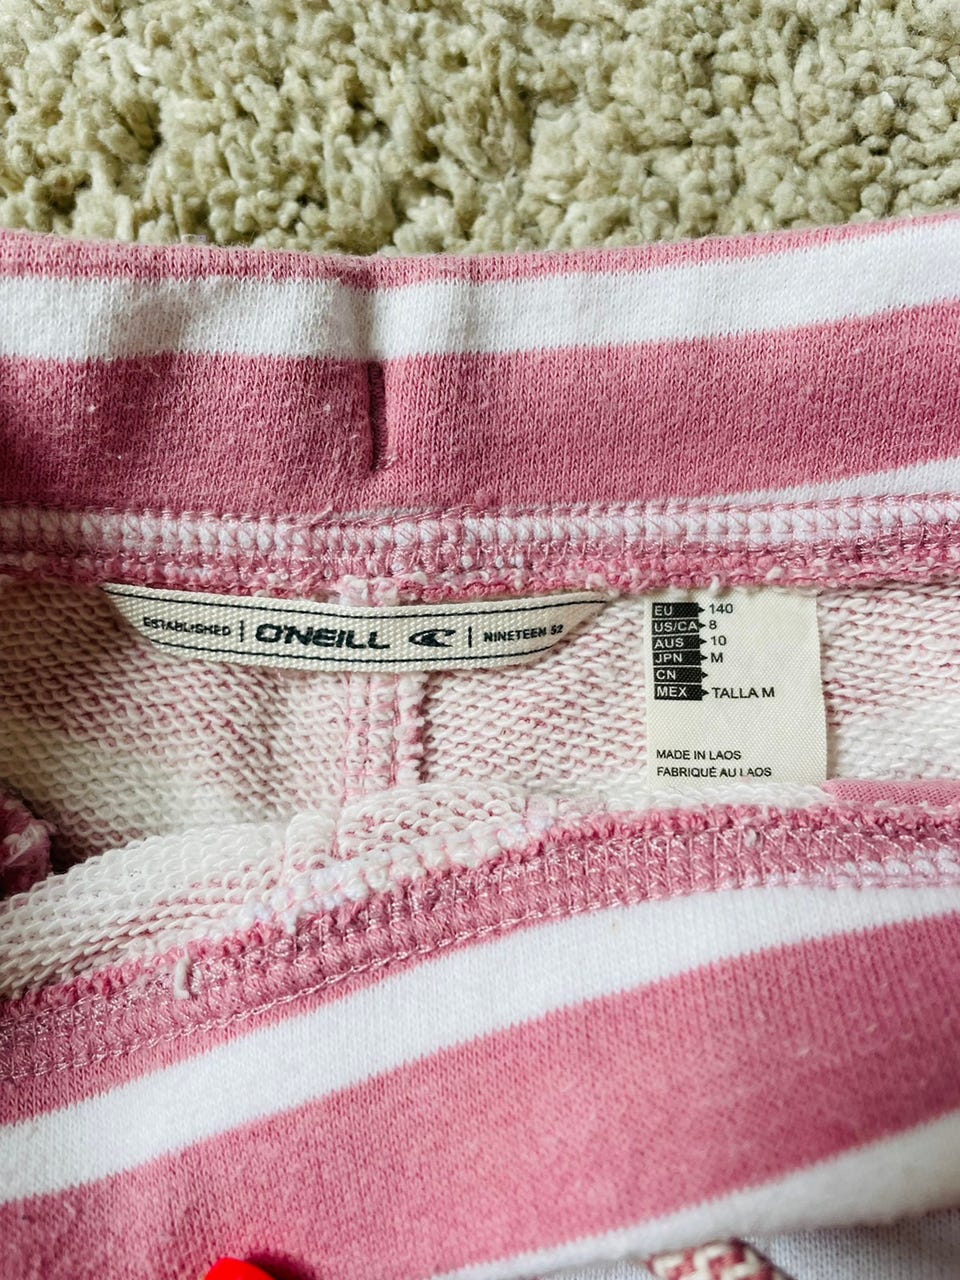 ESTABLISHED | O'NEILL | NINETEEN 52
EU 140
US/CA 8
AUS 10
JPN M
CN
MEX TALLA M
MADE IN LAOS
FABRIQUÉ AU LAOS